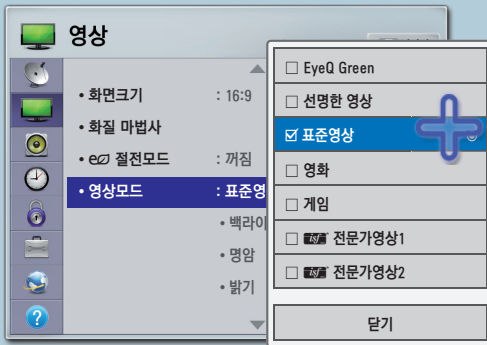 영상
• 화면크기 : 16:9
• 화질 마법사
• eco 절전모드 : 꺼짐
• 영상모드 : 표준영
• 백라이
• 명암
• 밝기
?
EyeQ Green
선명한 영상
표준영상
영화
게임
isf 전문가영상1
isf 전문가영상2
닫기